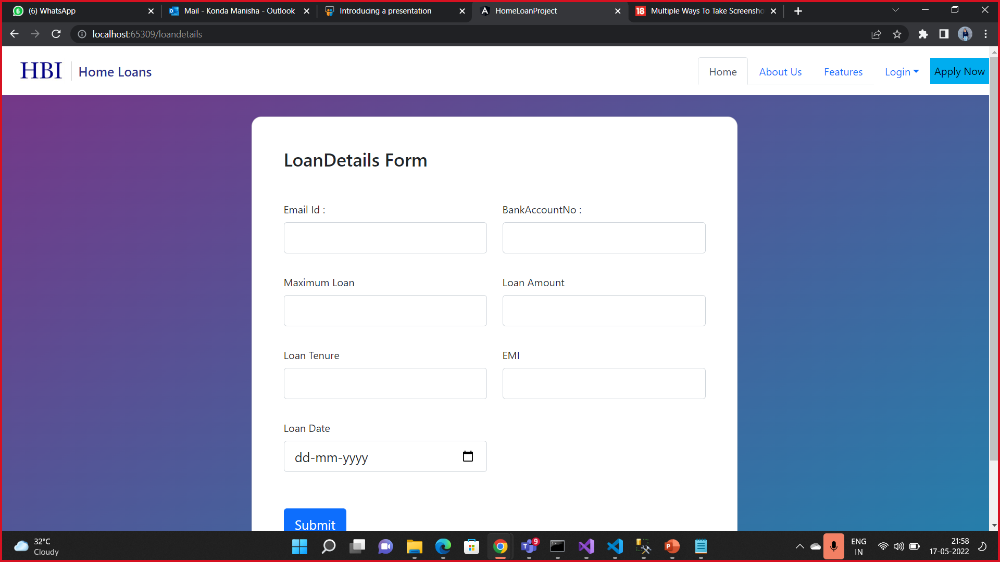 (6) WhatsApp
Mail - Konda Manisha - Outlook
Introducing a presentation
HomeLoanProject
18 Multiple Ways To Take Screensho
localhost:65309/loandetails
HBI Home Loans
Home
About Us
Features
Login
Apply Now
LoanDetails Form
Email Id :
BankAccountNo :
Maximum Loan
Loan Amount
Loan Tenure
EMI
Loan Date
dd-mm-yyyy
Submit
32°C
Cloudy
9
ENG
IN
21:58
17-05-2022